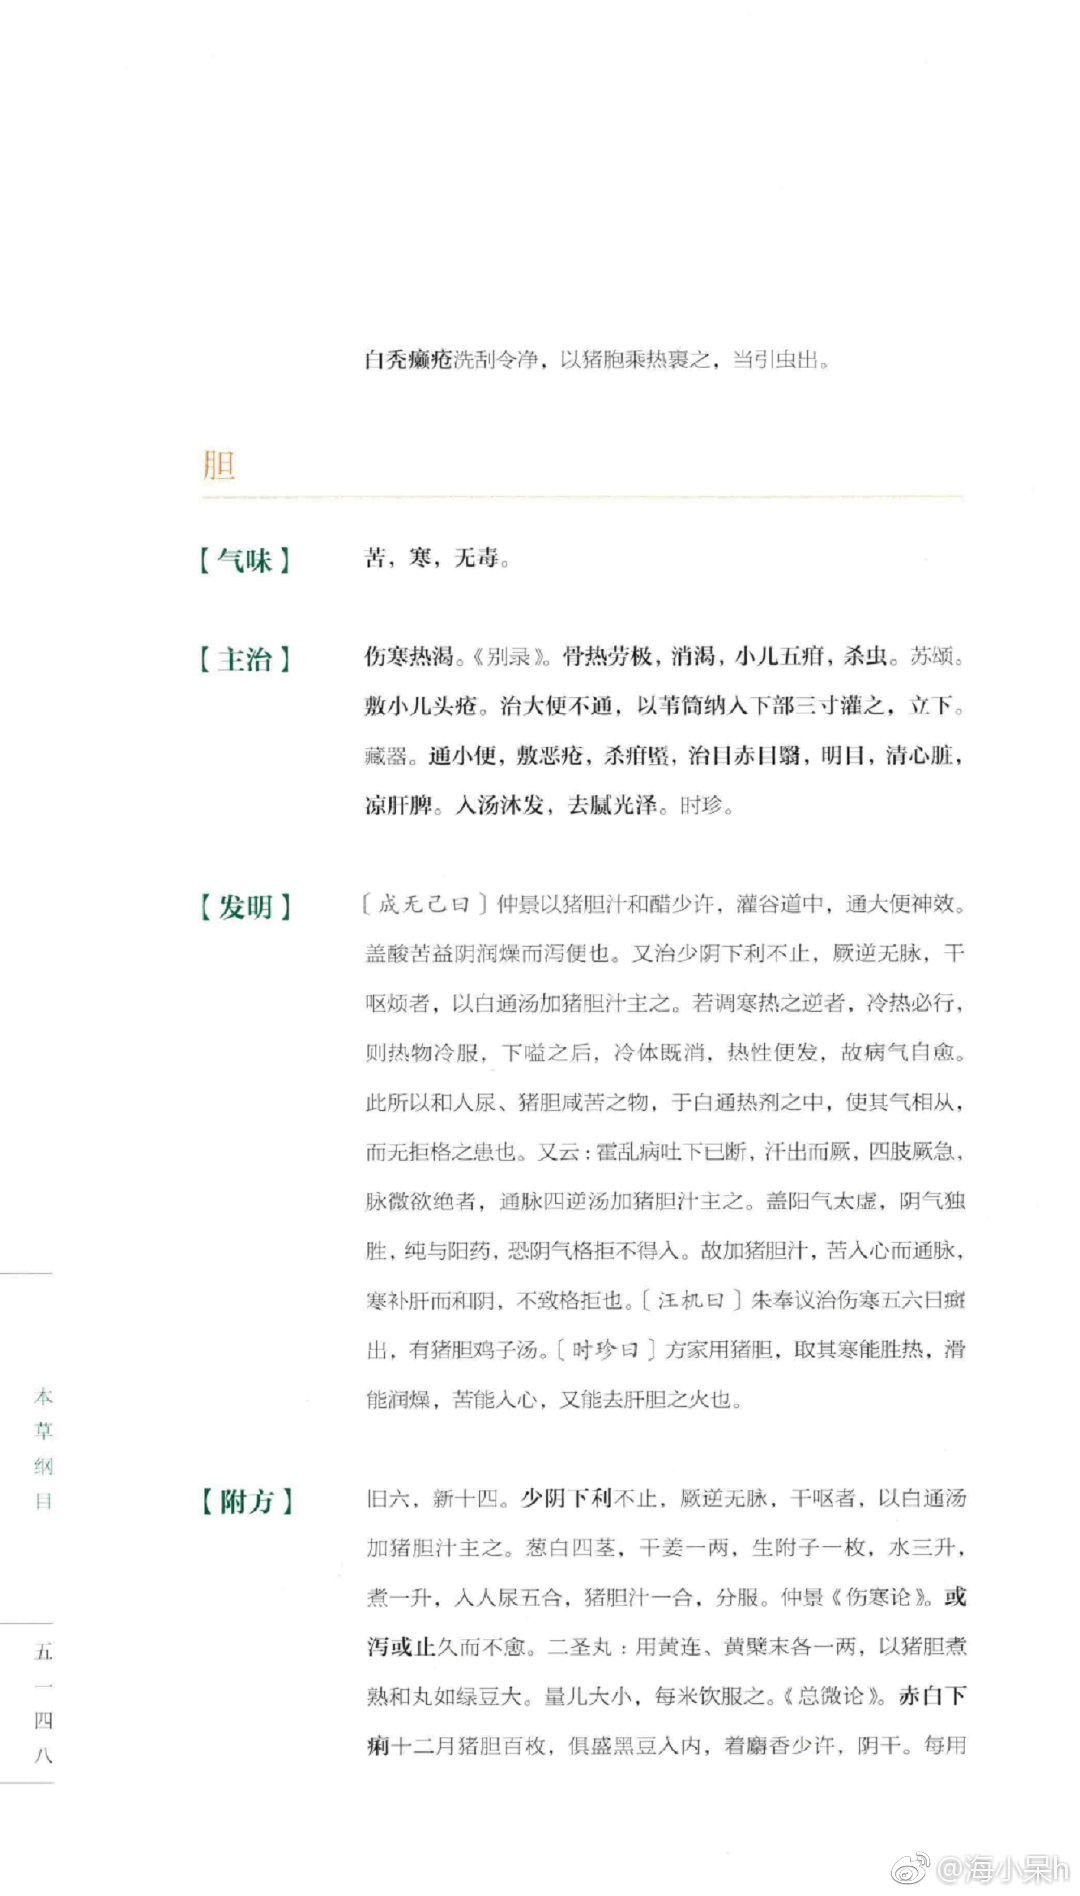 白秃癞疮洗刮令净，以猪胞乘热裹之，当引虫出。
胆
【气味】 苦，寒，无毒。
【主治】 伤寒热渴。《别录》。骨热劳极，消渴，小儿五疳，杀虫。苏颂。
敷小儿头疮。治大便不通，以苇筒纳入下部三寸灌之，立下。
藏器。通小便，敷恶疮，杀疳䘌，治目赤目翳，明目，清心脏，
凉肝脾。入汤沐发，去腻光泽。时珍。
【发明】 〔成无己曰〕仲景以猪胆汁和醋少许，灌谷道中，通大便神效。
盖酸苦益阴润燥而泻便也。又治少阴下利不止，厥逆无脉，干
呕烦者，以白通汤加猪胆汁主之。若调寒热之逆者，冷热必行，
则热物冷服，下嗌之后，冷体既消，热性便发，故病气自愈。
此所以和人尿、猪胆咸苦之物，于白通热剂之中，使其气相从，
而无拒格之患也。又云：霍乱病吐下已断，汗出而厥，四肢厥急，
脉微欲绝者，通脉四逆汤加猪胆汁主之。盖阳气太虚，阴气独
胜，纯与阳药，恐阴气格拒不得入。故加猪胆汁，苦入心而通脉，
寒补肝而和阴，不致格拒也。〔汪机曰〕朱奉议治伤寒五六日癍
出，有猪胆鸡子汤。〔时珍曰〕方家用猪胆，取其寒能胜热，滑
能润燥，苦能入心，又能去肝胆之火也。
【附方】 旧六，新十四。少阴下利不止，厥逆无脉，干呕者，以白通汤
加猪胆汁主之。葱白四茎，干姜一两，生附子一枚，水三升，
煮一升，入人尿五合，猪胆汁一合，分服。仲景《伤寒论》。或
泻或止久而不愈。二圣丸：用黄连、黄檗末各一两，以猪胆煮
熟和丸如绿豆大。量儿大小，每米饮服之。《总微论》。赤白下
痢十二月猪胆百枚，俱盛黑豆入内，着麝香少许，阴干。每用
本草纲目
五一四八
@海小呆h